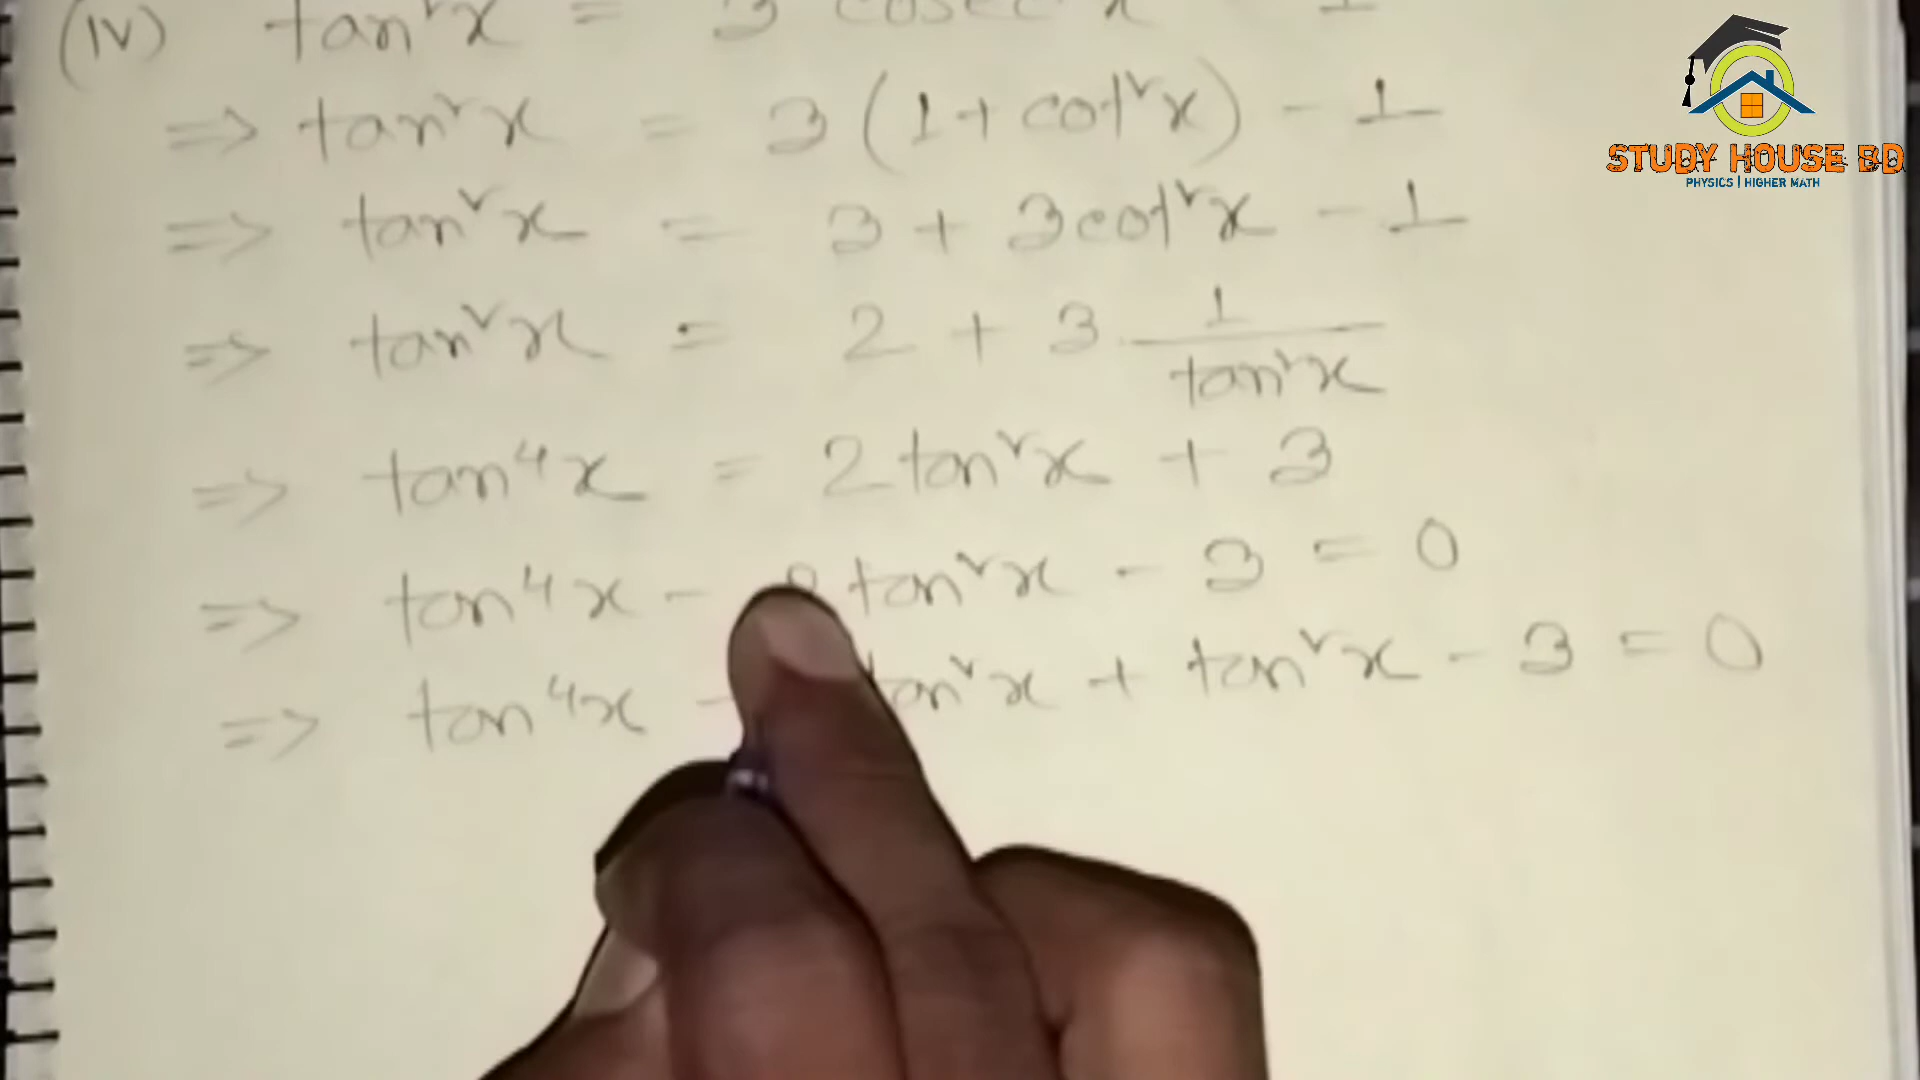 (iv) tan²x = 3 cosec²x - 1
STUDY HOUSE BD
PHYSICS | HIGHER MATH
=> tan²x = 3 (1 + cot²x) - 1
=> tan²x = 3 + 3cot²x - 1
=> tan²x = 2 + 3 1/tan²x
=> tan⁴x = 2tan²x + 3
=> tan⁴x - tan²x - 3 = 0
=> tan⁴x - tan²x + tan²x - 3 = 0